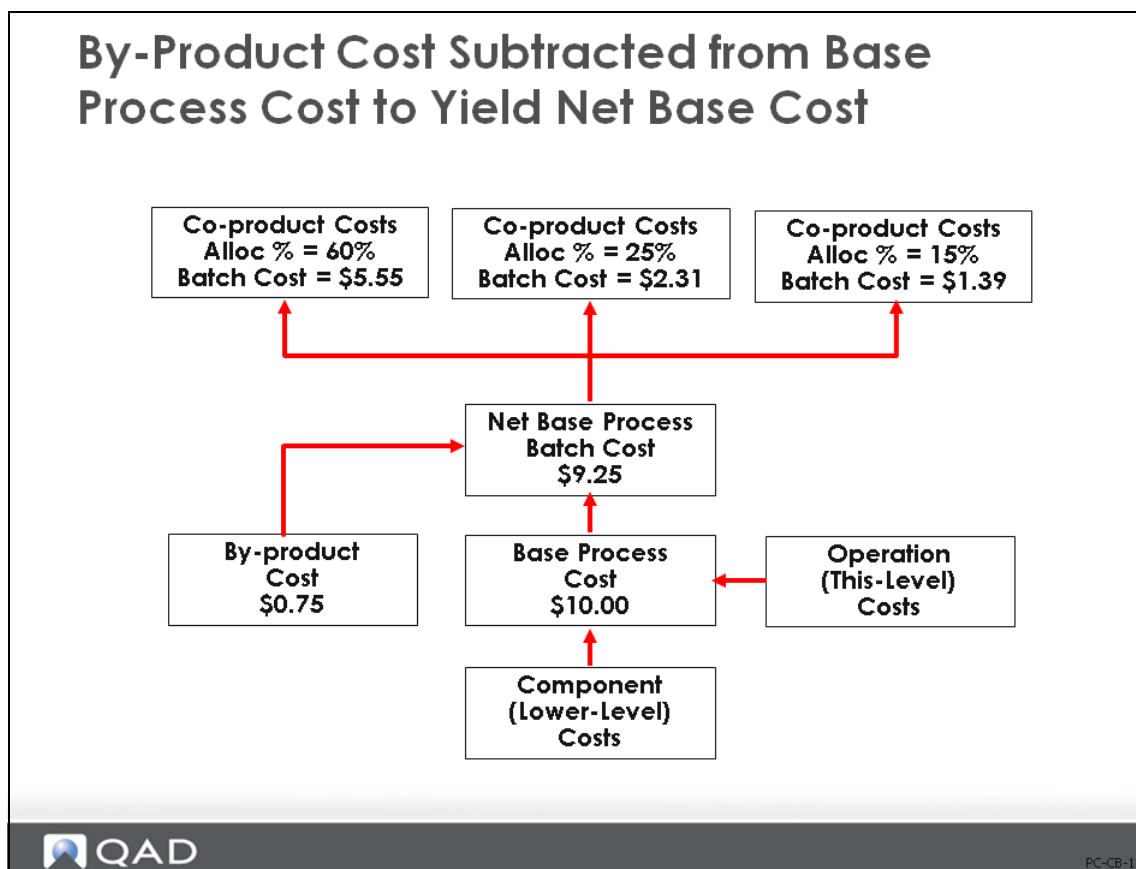 By-Product Cost Subtracted from Base
Process Cost to Yield Net Base Cost
Co-product Costs
Alloc % = 60%
Batch Cost = $5.55
Co-product Costs
Alloc % = 25%
Batch Cost = $2.31
Co-product Costs
Alloc % = 15%
Batch Cost = $1.39
Net Base Process
Batch Cost
$9.25
By-product
Cost
$0.75
Base Process
Cost
$10.00
Operation
(This-Level)
Costs
Component
(Lower-Level)
Costs
QAD